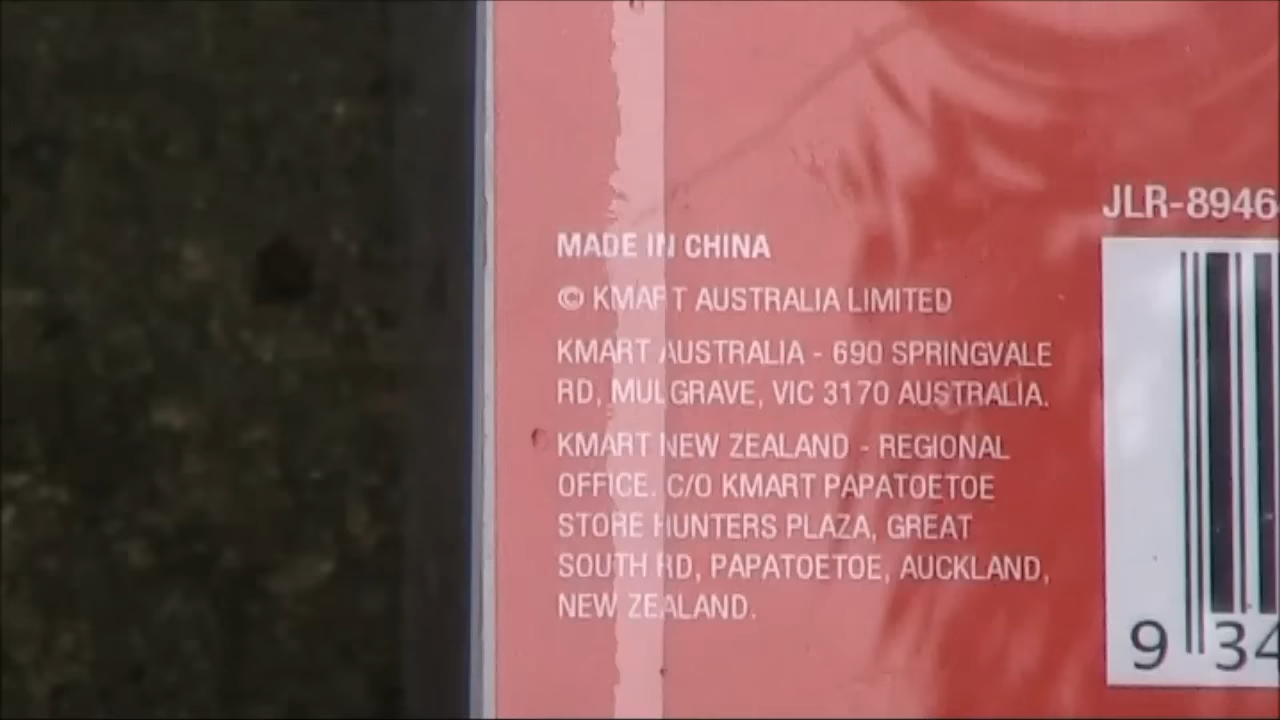 MADE IN CHINA
© KMART AUSTRALIA LIMITED
KMART AUSTRALIA - 690 SPRINGVALE
RD, MULGRAVE, VIC 3170 AUSTRALIA.
KMART NEW ZEALAND - REGIONAL
OFFICE. C/O KMART PAPATOETOE
STORE HUNTERS PLAZA, GREAT
SOUTH RD, PAPATOETOE, AUCKLAND,
NEW ZEALAND.
JLR-8946
9 34